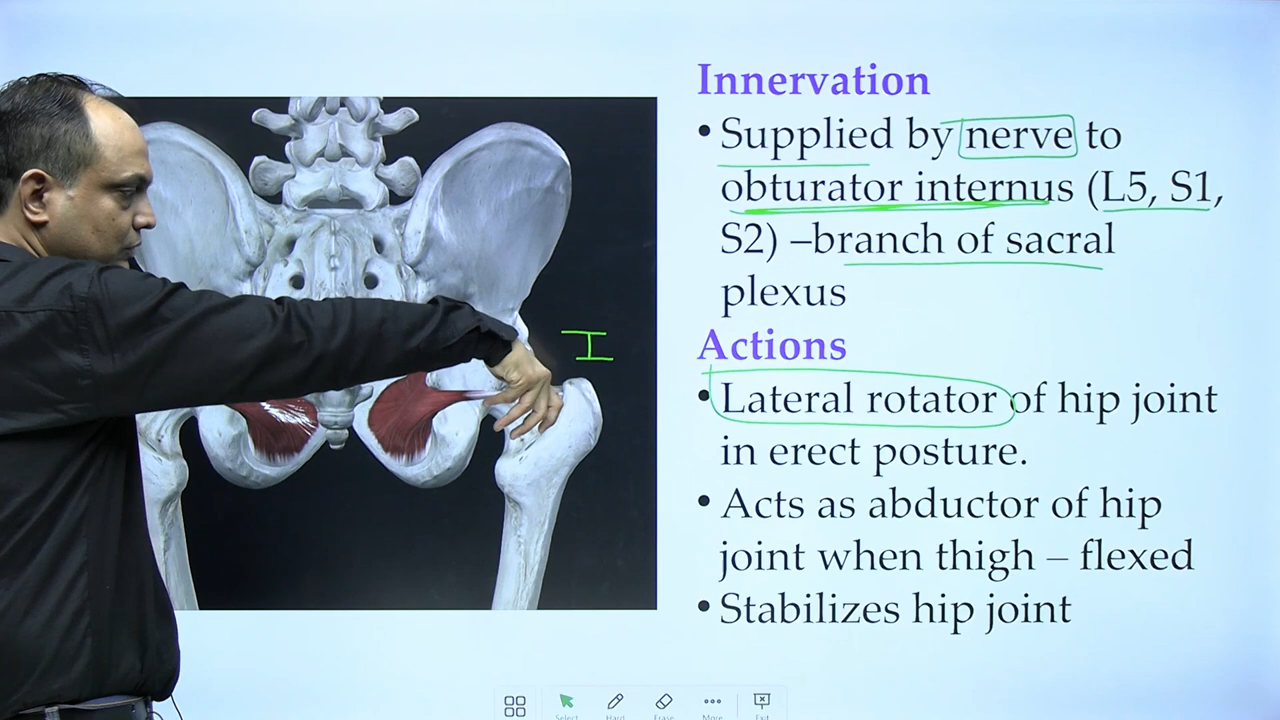 Innervation
• Supplied by nerve to
obturator internus (L5, S1,
S2) –branch of sacral
plexus
I
Actions
• Lateral rotator of hip joint
in erect posture.
• Acts as abductor of hip
joint when thigh – flexed
• Stabilizes hip joint
Select Hard Erase More Exit